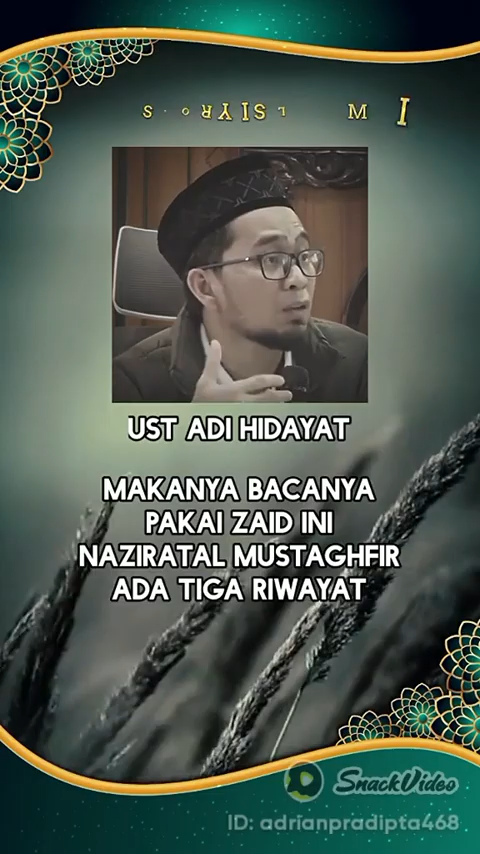 UST ADI HIDAYAT
MAKANYA BACANYA
PAKAI ZAID INI
NAZIRATAL MUSTAGHFIR
ADA TIGA RIWAYAT
SnackVideo
ID: adrianpradipta468